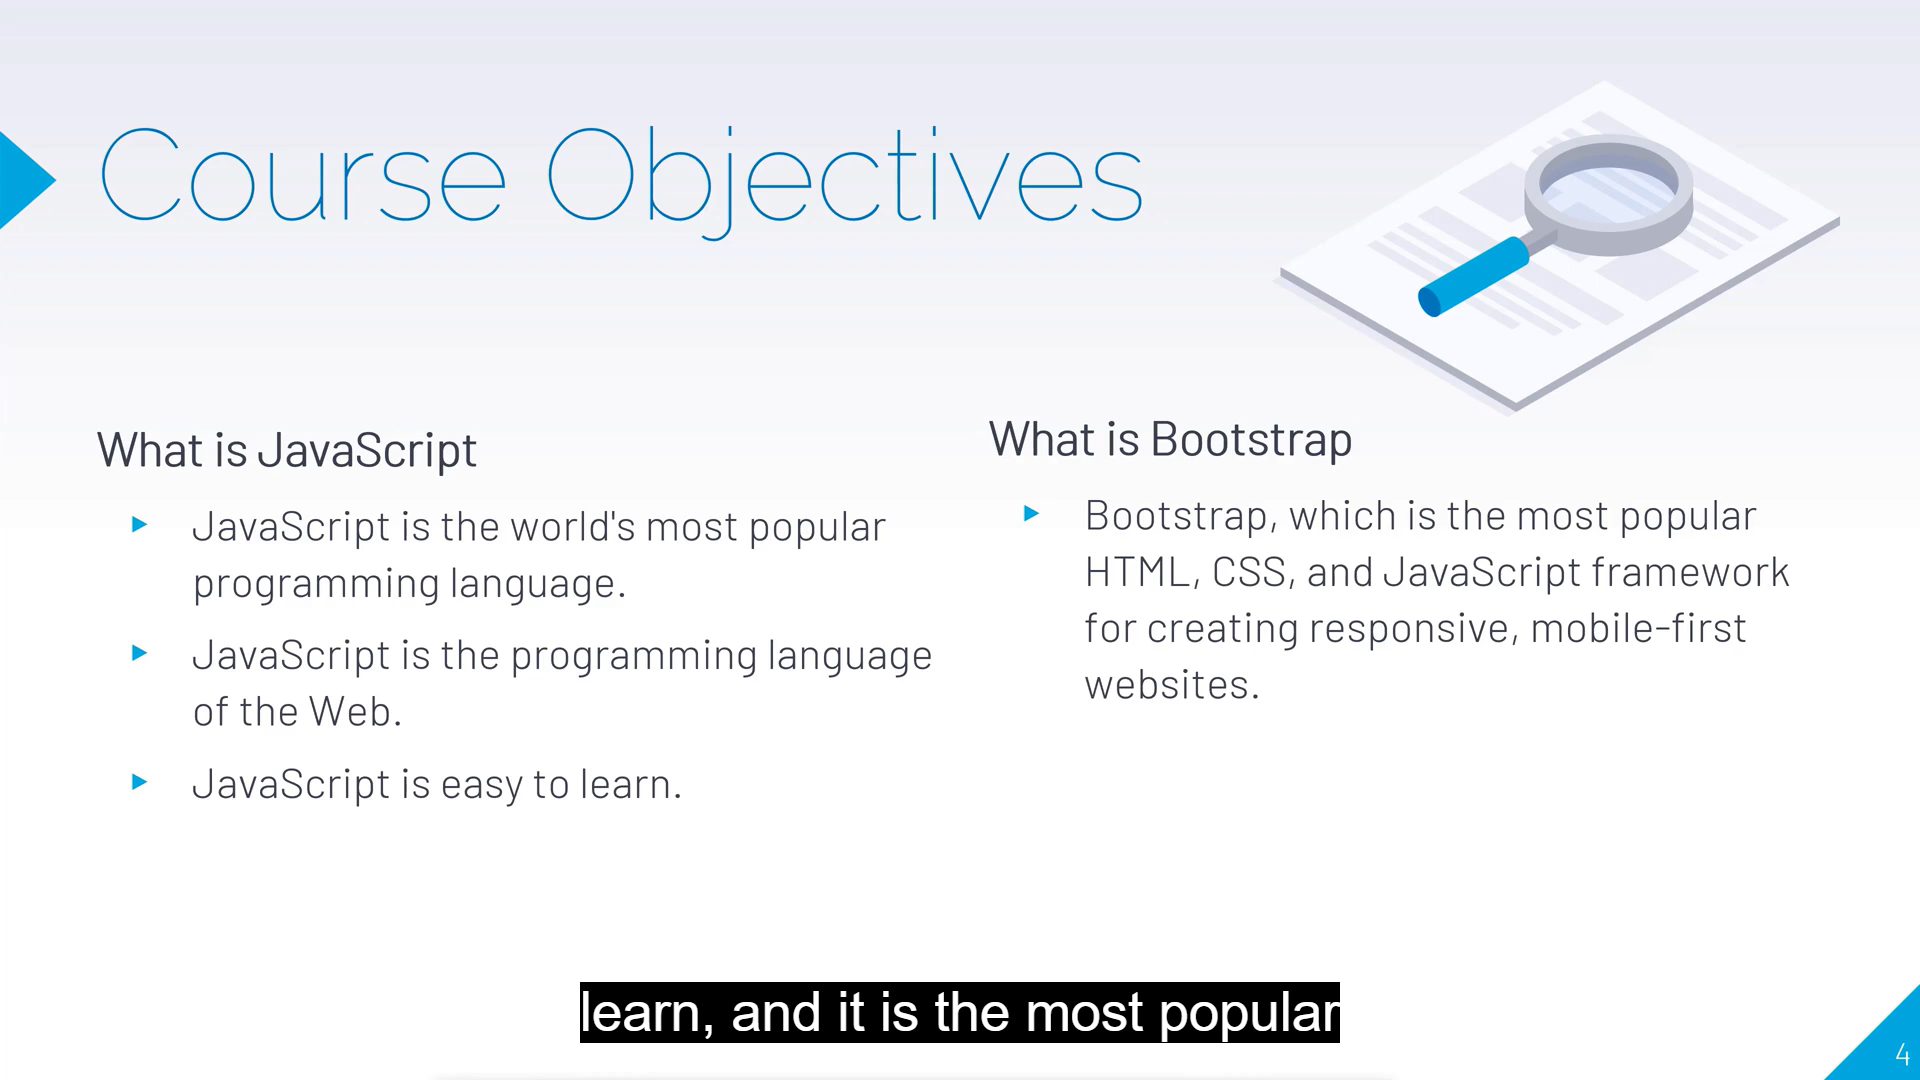 Course Objectives
What is JavaScript
JavaScript is the world's most popular
programming language.
JavaScript is the programming language
of the Web.
JavaScript is easy to learn.
What is Bootstrap
Bootstrap, which is the most popular
HTML, CSS, and JavaScript framework
for creating responsive, mobile-first
websites.
learn, and it is the most popular
4